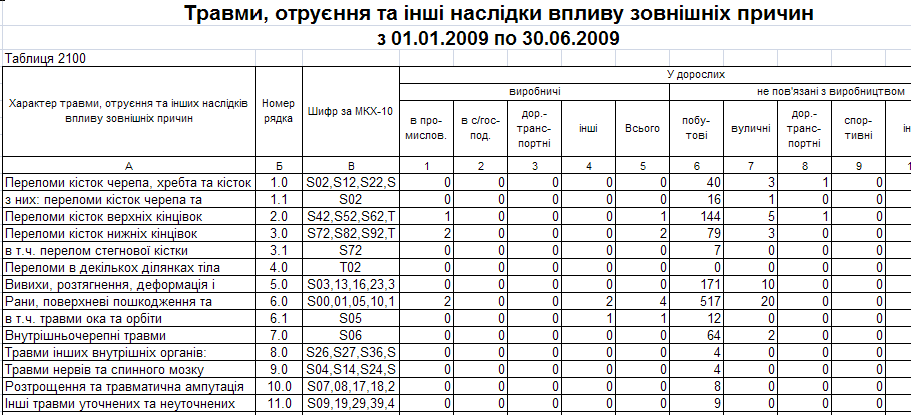 Травми, отруєння та інші наслідки впливу зовнішніх причин
з 01.01.2009 по 30.06.2009
Таблиця 2100
Характер травми, отруєння та інших наслідків впливу зовнішніх причин Номер рядка Шифр за МКХ-10 У дорослих
виробничі не пов'язані з виробництвом
в про-мислов. в с/гос-под. дор.-транс-портні інші Всього побу-тові вуличні дор.-транс-портні спор-тивні ін
А Б В 1 2 3 4 5 6 7 8 9 1
Переломи кісток черепа, хребта та кісток 1.0 S02,S12,S22,S 0 0 0 0 0 40 3 1 0
з них: переломи кісток черепа та 1.1 S02 0 0 0 0 0 16 1 0 0
Переломи кісток верхніх кінцівок 2.0 S42,S52,S62,T 1 0 0 0 1 144 5 1 0
Переломи кісток нижніх кінцівок 3.0 S72,S82,S92,T 2 0 0 0 2 79 3 0 0
в т.ч. перелом стегнової кістки 3.1 S72 0 0 0 0 0 7 0 0 0
Переломи в декількох ділянках тіла 4.0 T02 0 0 0 0 0 0 0 0 0
Вивихи, розтягнення, деформація і 5.0 S03,13,16,23,3 0 0 0 0 0 171 10 0 0
Рани, поверхневі пошкодження та 6.0 S00,01,05,10,1 2 0 0 2 4 517 20 0 0
в т.ч. травми ока та орбіти 6.1 S05 0 0 0 1 1 12 0 0 0
Внутрішньочерепні травми 7.0 S06 0 0 0 0 0 64 2 0 0
Травми інших внутрішніх органів: 8.0 S26,S27,S36,S 0 0 0 0 0 4 0 0 0
Травми нервів та спинного мозку 9.0 S04,S14,S24,S 0 0 0 0 0 4 0 0 0
Розтрощення та травматична ампутація 10.0 S07,08,17,18,2 0 0 0 0 0 8 0 0 0
Інші травми уточнених та неуточнених 11.0 S09,19,29,39,4 0 0 0 0 0 9 0 0 0